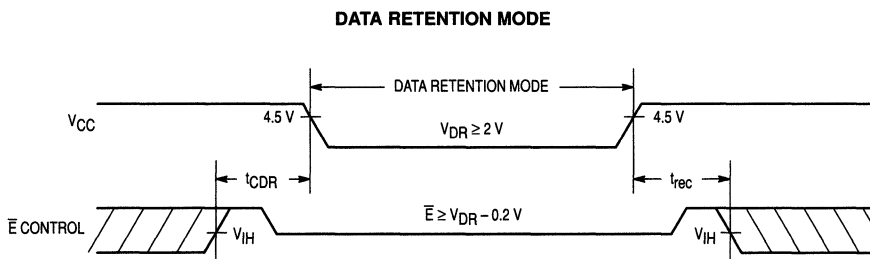 DATA RETENTION MODE
DATA RETENTION MODE
VCC
4.5 V
VDR ≥ 2 V
4.5 V
tCDR
trec
E̅ CONTROL
VIH
E̅ ≥ VDR – 0.2 V
VIH